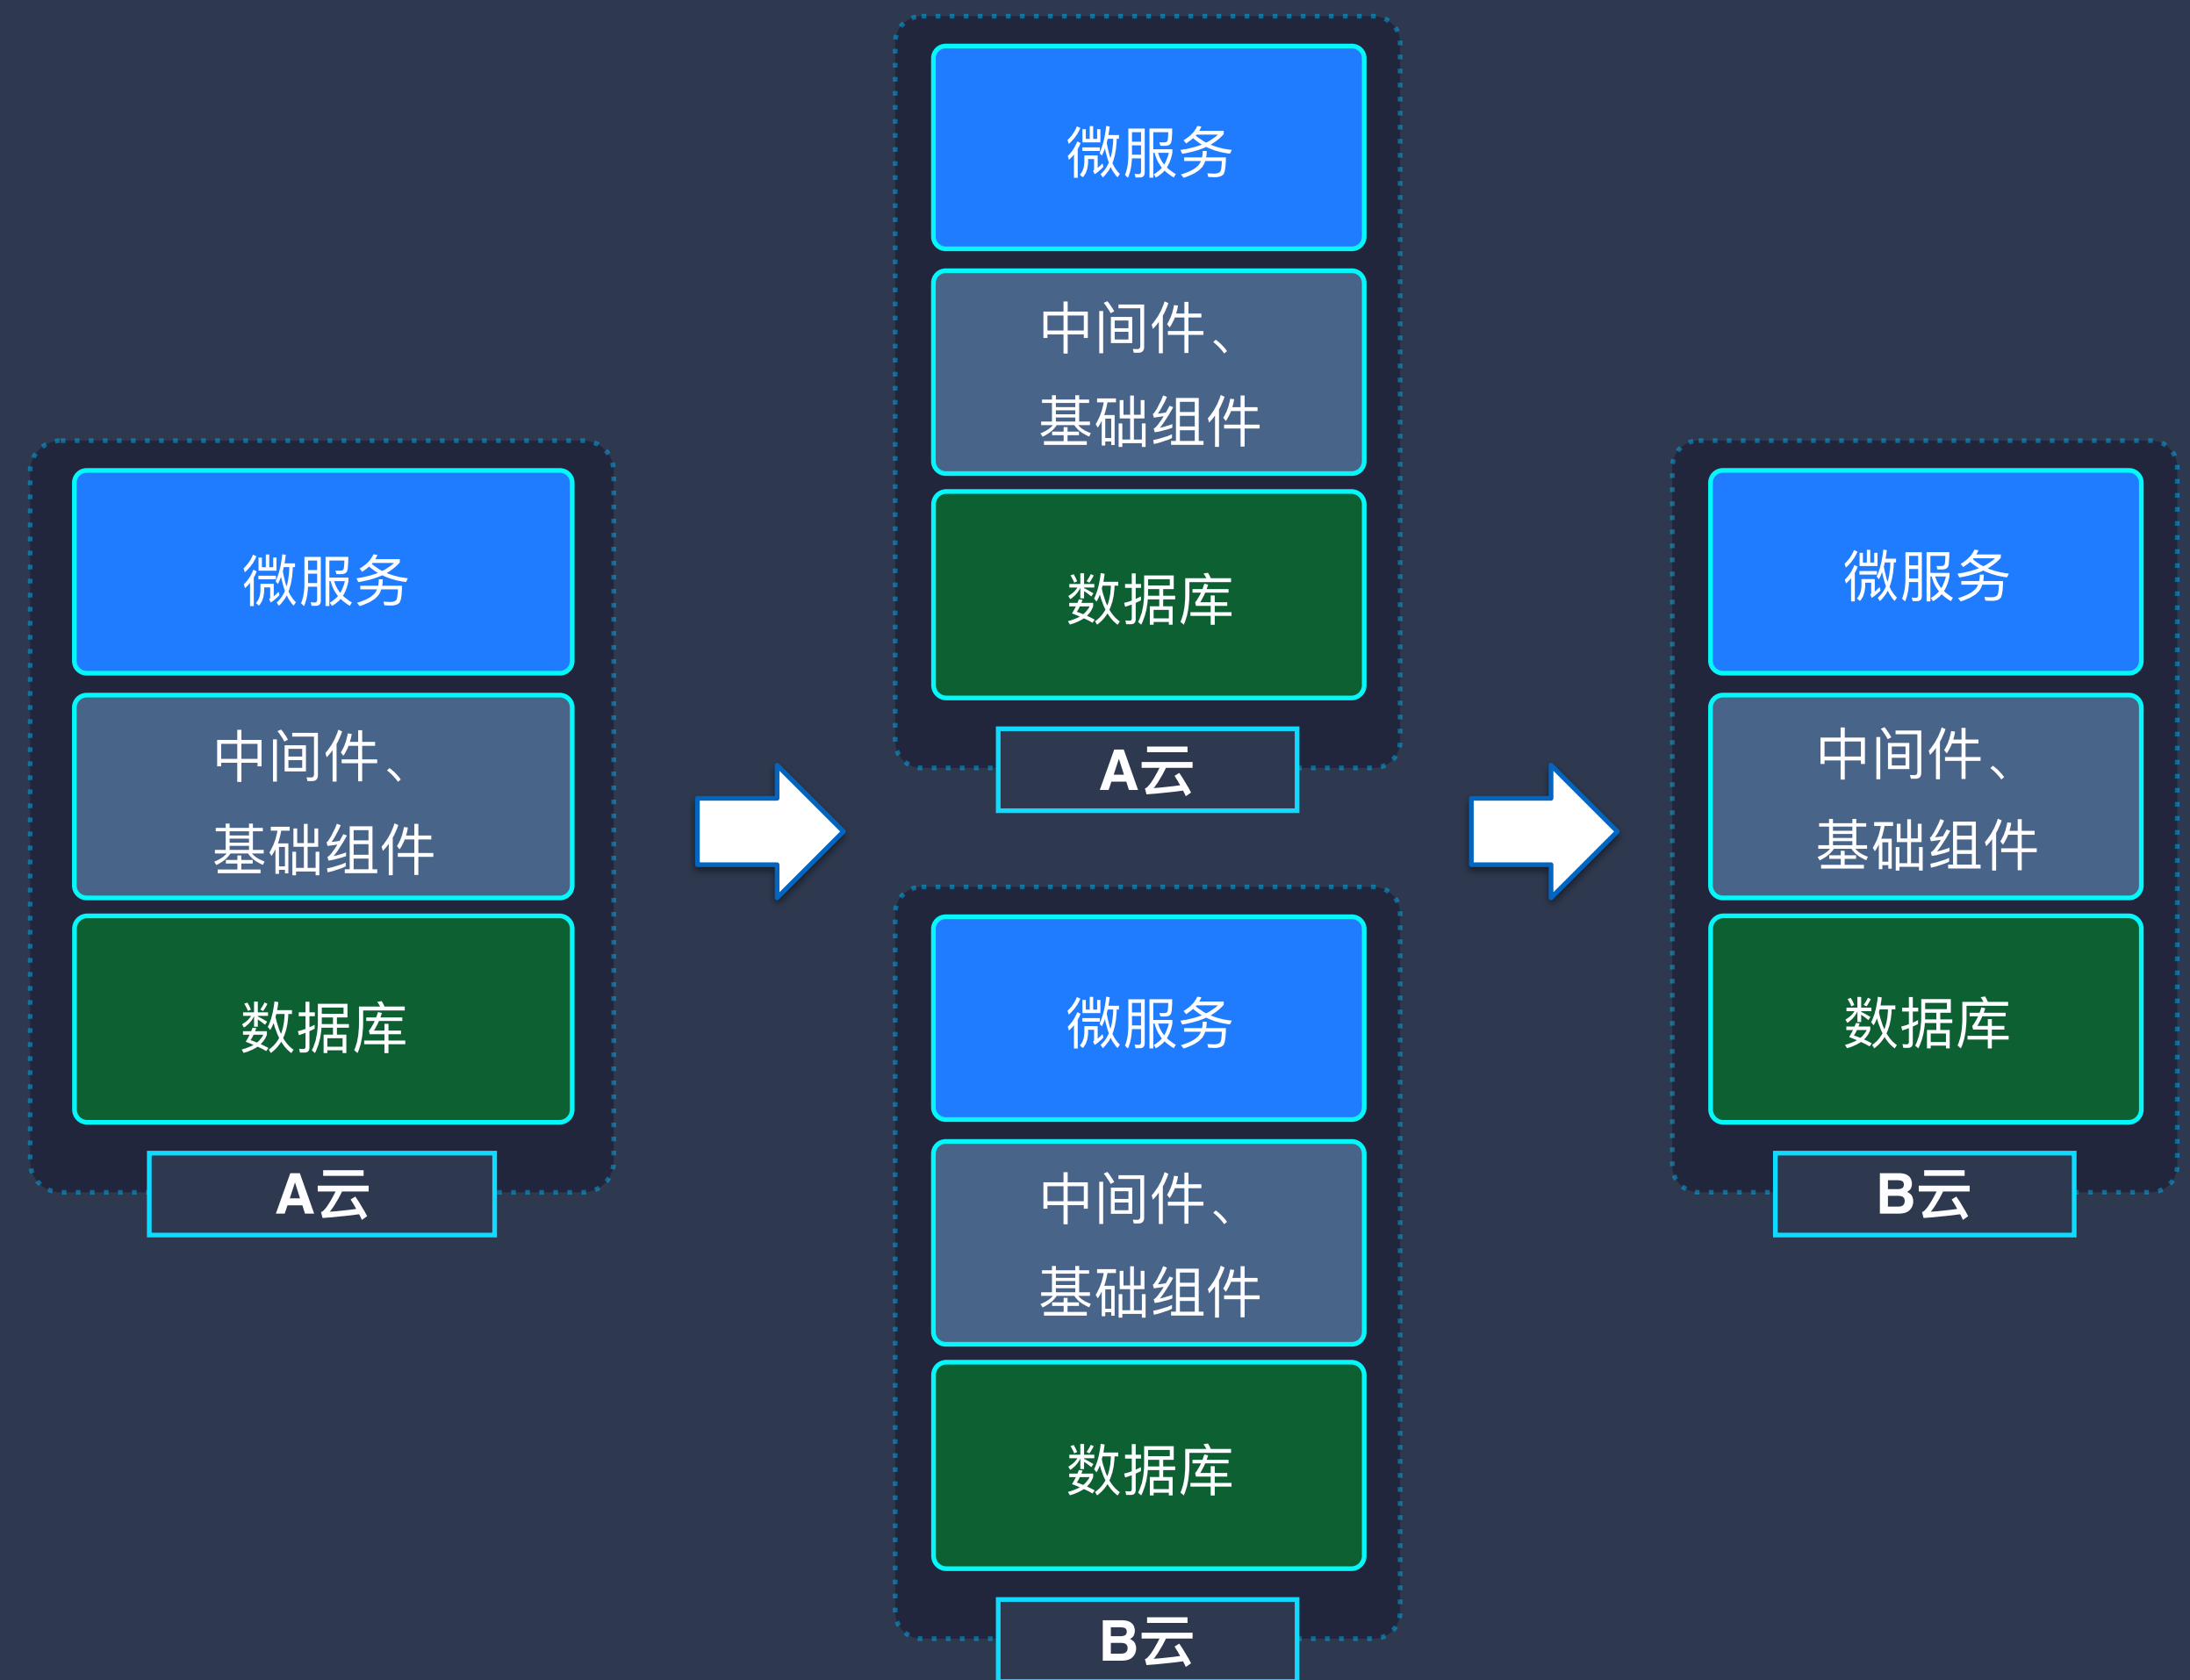 微服务
中间件、
基础组件
数据库
A云
微服务
中间件、
基础组件
数据库
A云
微服务
中间件、
基础组件
数据库
B云
微服务
中间件、
基础组件
数据库
B云